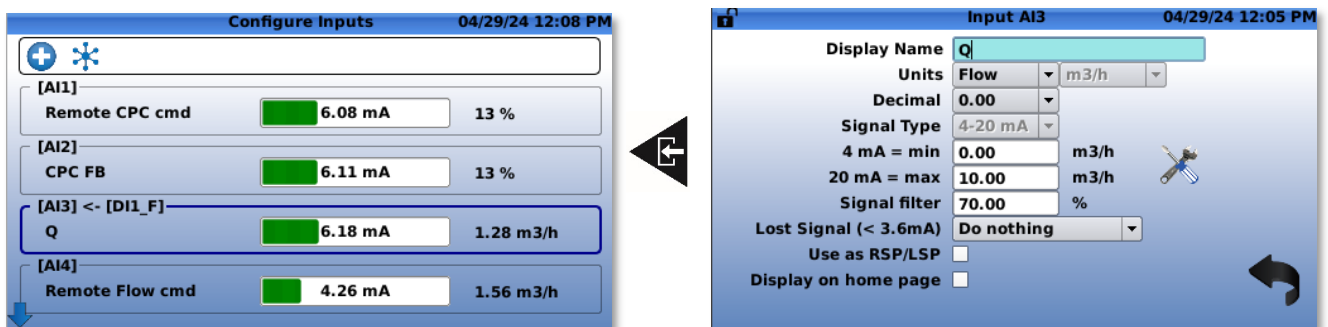 Configure Inputs 04/29/24 12:08 PM
[AI1]
Remote CPC cmd 6.08 mA 13 %
[AI2]
CPC FB 6.11 mA 13 %
[AI3] <- [DI1_F]
Q 6.18 mA 1.28 m3/h
[AI4]
Remote Flow cmd 4.26 mA 1.56 m3/h
Input AI3 04/29/24 12:05 PM
Display Name Q
Units Flow m3/h
Decimal 0.00
Signal Type 4-20 mA
4 mA = min 0.00 m3/h
20 mA = max 10.00 m3/h
Signal filter 70.00 %
Lost Signal (< 3.6mA) Do nothing
Use as RSP/LSP
Display on home page